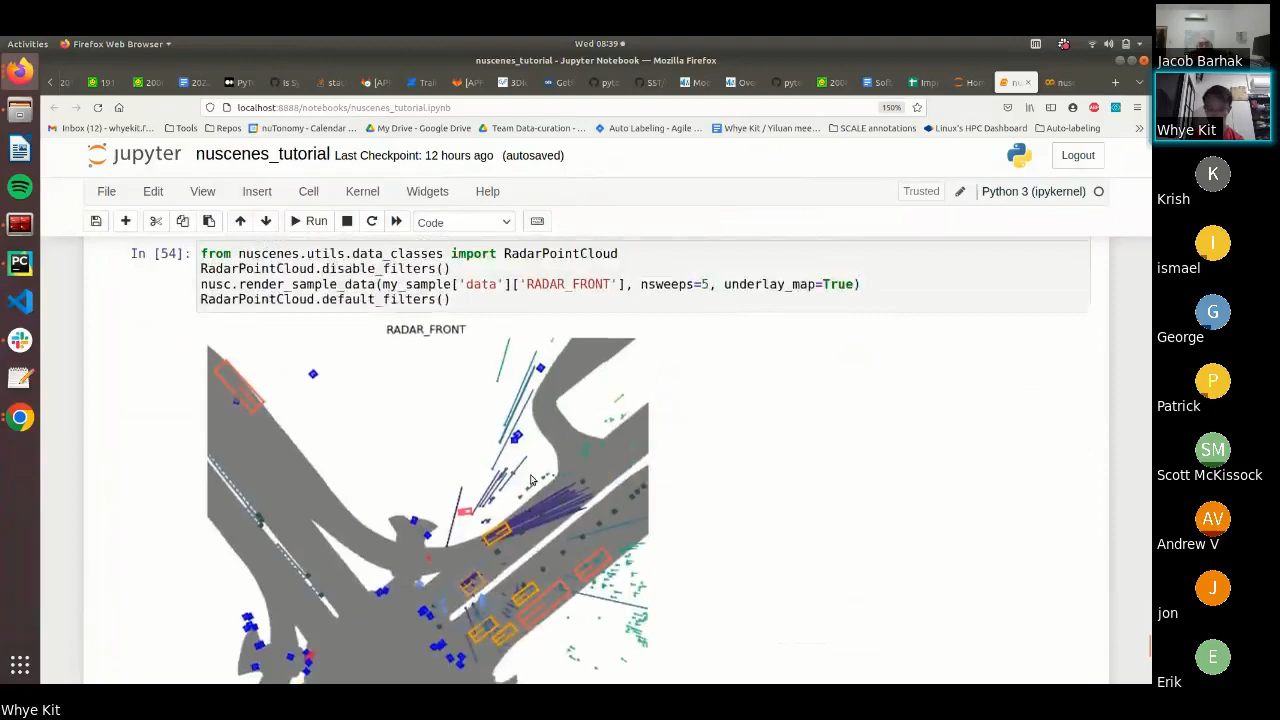 Activities
Firefox Web Browser
Wed 08:39
nuscenes_tutorial - Jupyter Notebook — Mozilla Firefox
localhost:8888/notebooks/nuscenes_tutorial.ipynb
150%
Inbox (12) - whyekit.f…
Tools
Repos
nuTonomy - Calendar …
My Drive - Google Drive
Team Data-curation - …
Auto Labeling - Agile …
Whye Kit / Yiluan mee…
SCALE annotations
Linux's HPC Dashboard
Auto-labeling
jupyter
nuscenes_tutorial
Last Checkpoint: 12 hours ago
(autosaved)
Logout
File
Edit
View
Insert
Cell
Kernel
Widgets
Help
Trusted
Python 3 (ipykernel)
Run
Code
In [54]:
from nuscenes.utils.data_classes import RadarPointCloud
RadarPointCloud.disable_filters()
nusc.render_sample_data(my_sample['data']['RADAR_FRONT'], nsweeps=5, underlay_map=True)
RadarPointCloud.default_filters()
RADAR_FRONT
Jacob Barhak
Whye Kit
K
Krish
I
ismael
G
George
P
Patrick
SM
Scott McKissock
AV
Andrew V
J
jon
E
Erik
Whye Kit